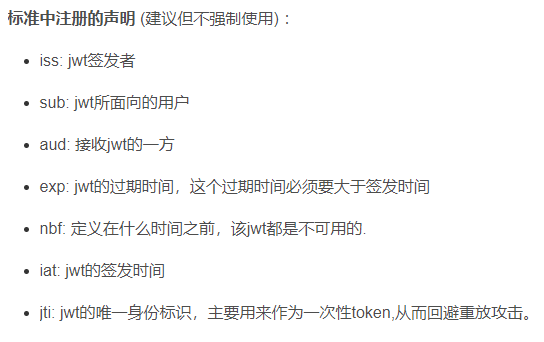 标准中注册的声明 (建议但不强制使用) ：
iss: jwt签发者
sub: jwt所面向的用户
aud: 接收jwt的一方
exp: jwt的过期时间，这个过期时间必须要大于签发时间
nbf: 定义在什么时间之前，该jwt都是不可用的.
iat: jwt的签发时间
jti: jwt的唯一身份标识，主要用来作为一次性token,从而回避重放攻击。